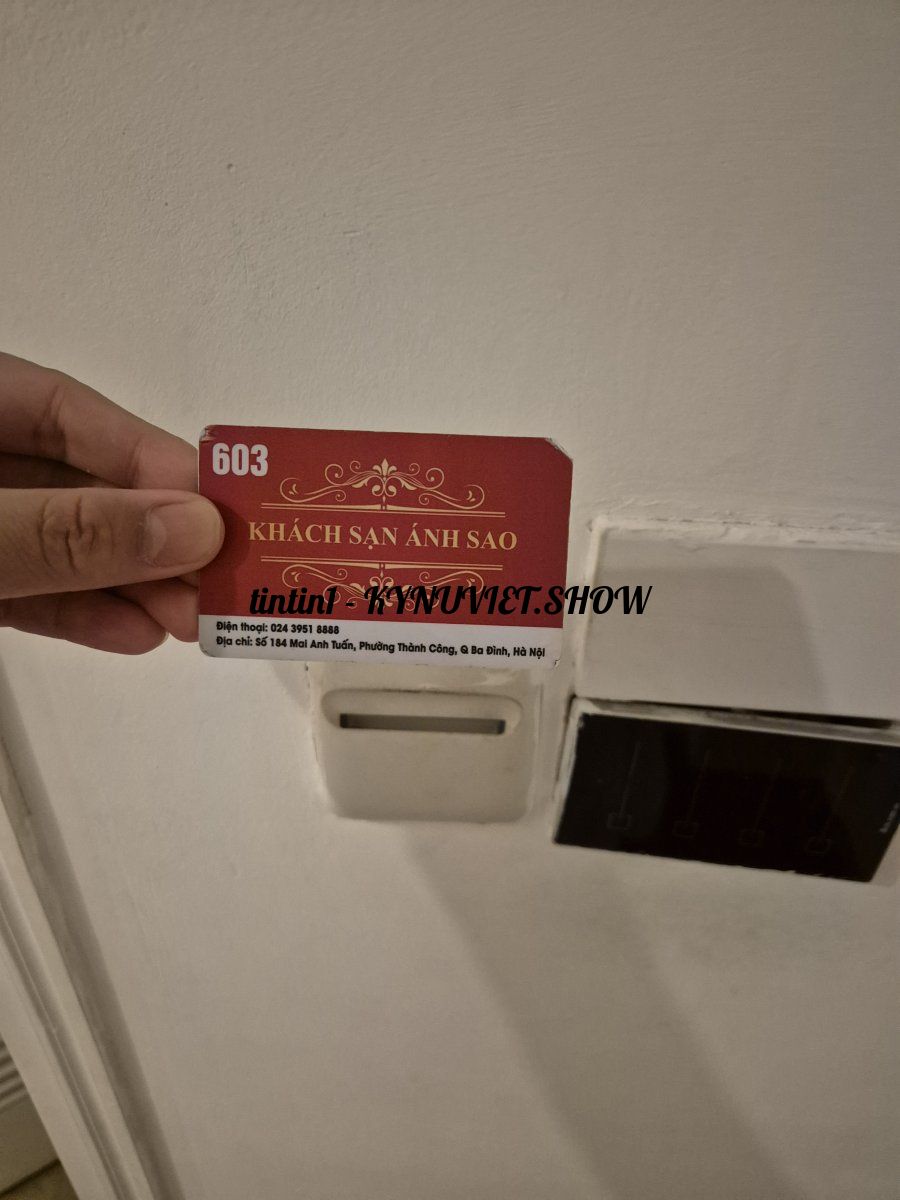 603
KHÁCH SẠN ÁNH SAO
tintin1 - KYNUVIET.SHOW
Điện thoại: 024 3951 8888
Địa chỉ: Số 184 Mai Anh Tuấn, Phường Thành Công, Q Ba Đình, Hà Nội